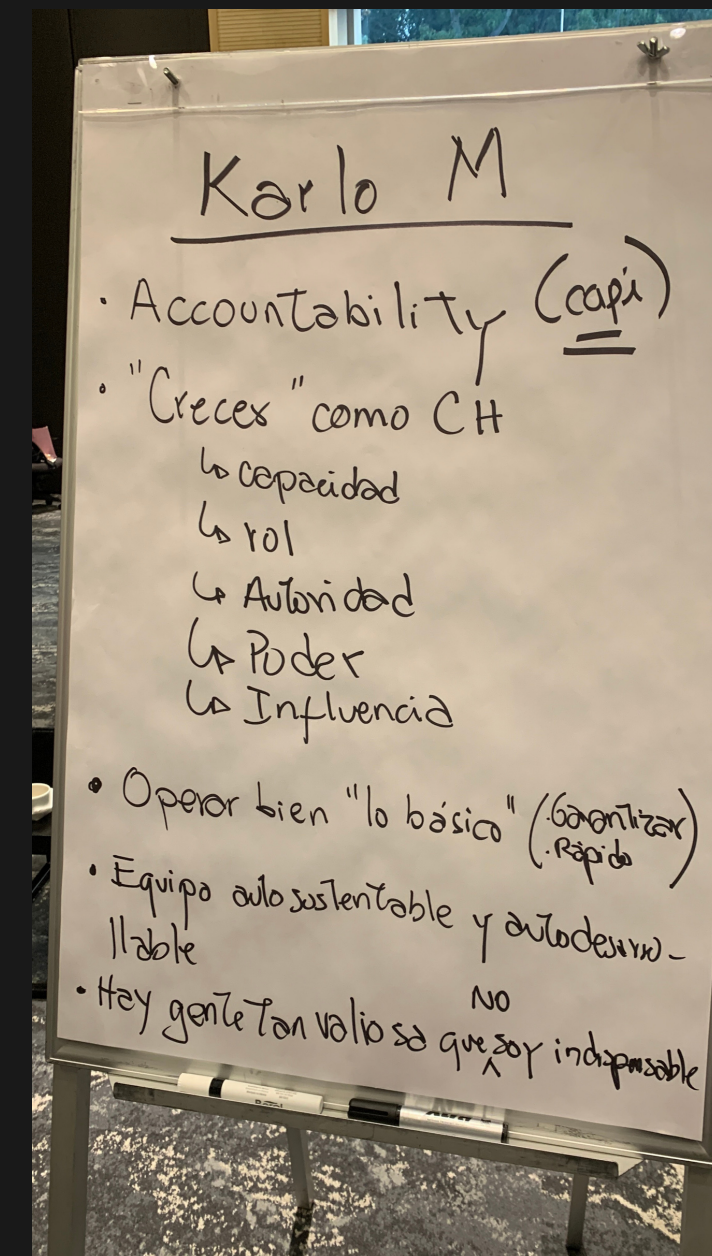 Karlo M
• Accountability (capi)
• "Creces" como CH
↳ capacidad
↳ rol
↳ Autoridad
↳ Poder
↳ Influencia
• Operar bien "lo básico" (·Garantizar
·Rápido)
• Equipo autosustentable y autodesarro-
llable
NO
• Hay gente tan valiosa que ^ soy indispensable